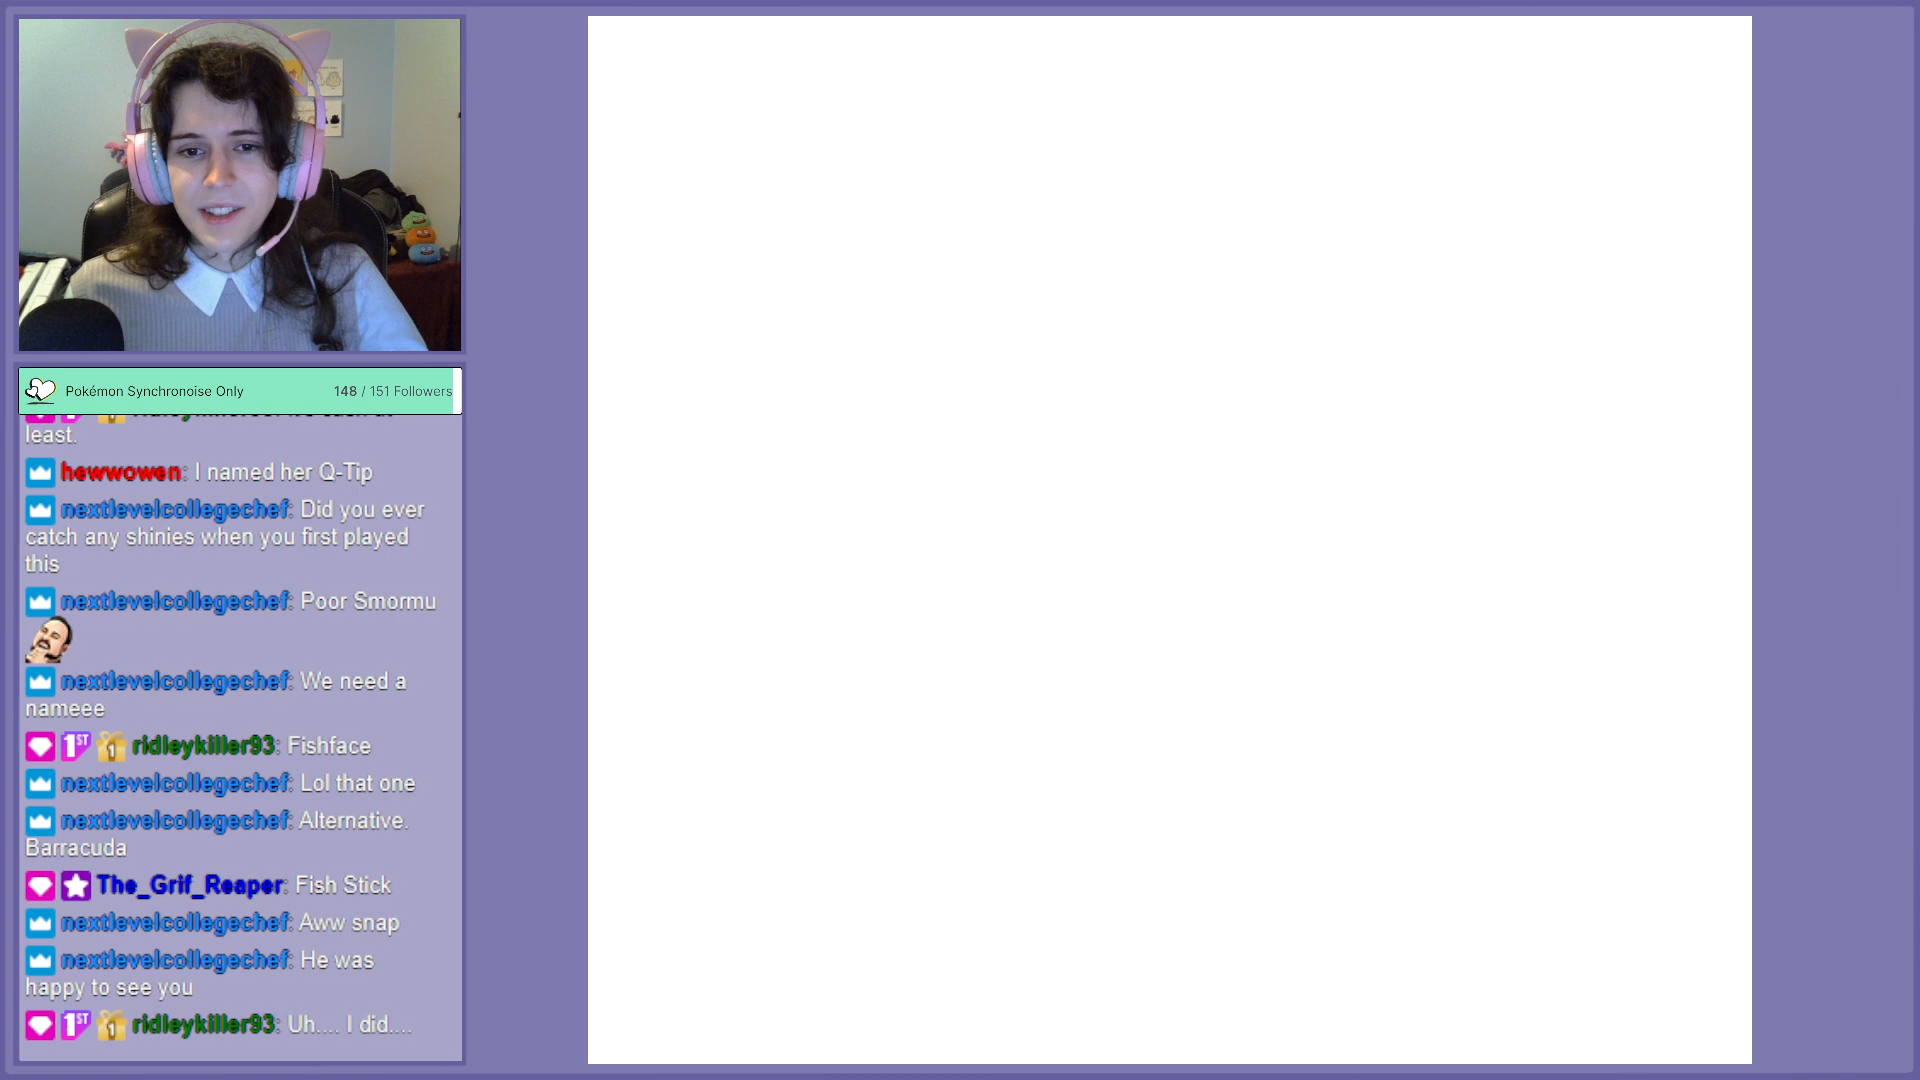 Pokémon Synchronoise Only 148 / 151 Followers
least.
hewwowen: I named her Q-Tip
nextlevelcollegechef: Did you ever
catch any shinies when you first played
this
nextlevelcollegechef: Poor Smormu
nextlevelcollegechef: We need a
nameee
1ST 1 ridleykiller93: Fishface
nextlevelcollegechef: Lol that one
nextlevelcollegechef: Alternative.
Barracuda
The_Grif_Reaper: Fish Stick
nextlevelcollegechef: Aww snap
nextlevelcollegechef: He was
happy to see you
1ST 1 ridleykiller93: Uh.... I did....